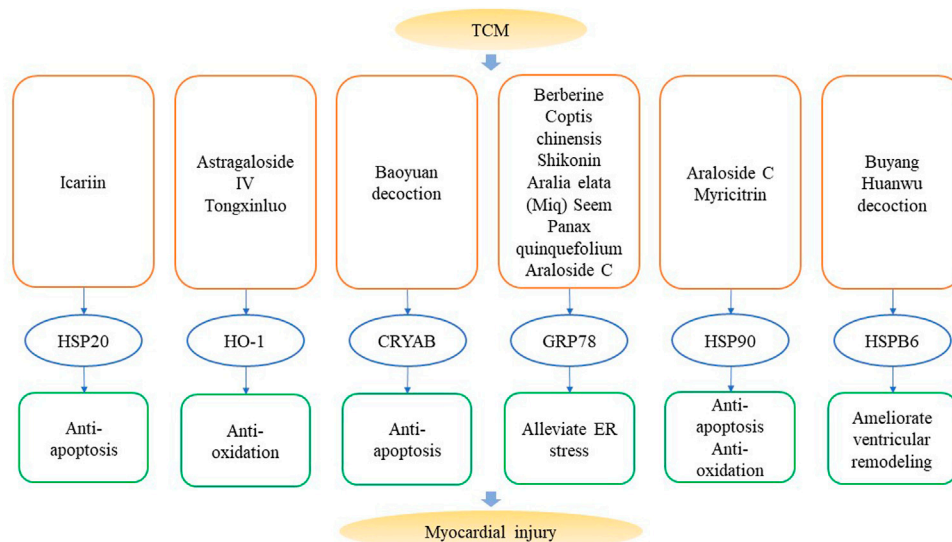 TCM
Icariin
Astragaloside
IV
Tongxinluo
Baoyuan
decoction
Berberine
Coptis
chinensis
Shikonin
Aralia elata
(Miq) Seem
Panax
quinquefolium
Araloside C
Araloside C
Myricitrin
Buyang
Huanwu
decoction
HSP20
HO-1
CRYAB
GRP78
HSP90
HSPB6
Anti-
apoptosis
Anti-
oxidation
Anti-
apoptosis
Alleviate ER
stress
Anti-
apoptosis
Anti-
oxidation
Ameliorate
ventricular
remodeling
Myocardial injury